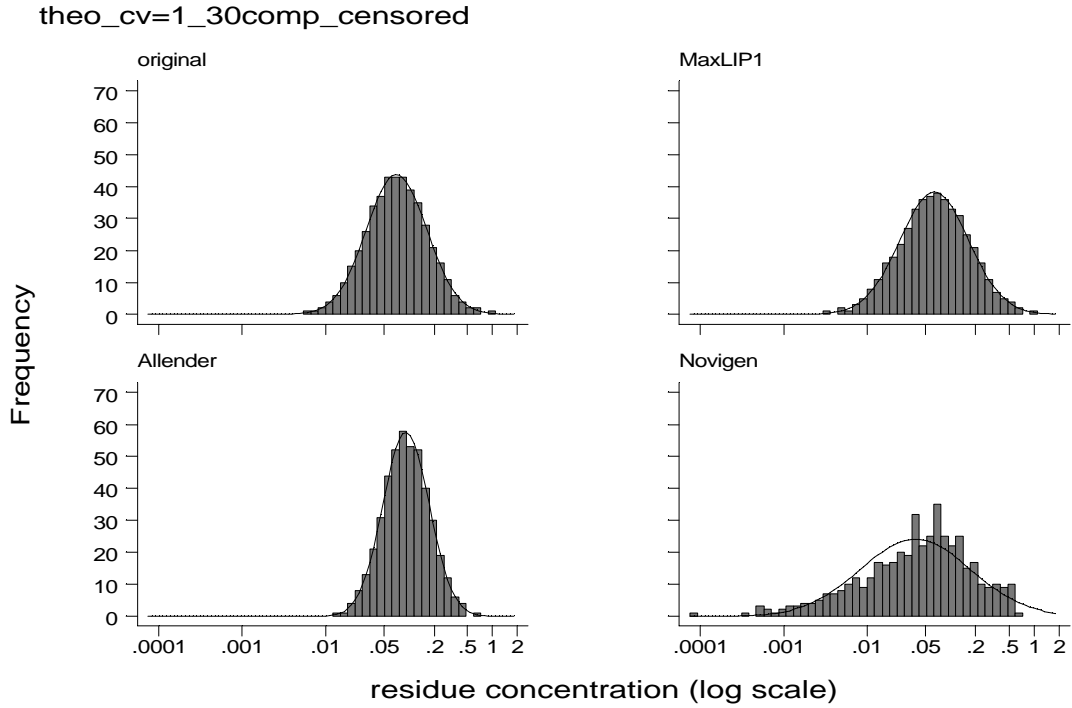 theo_cv=1_30comp_censored
original
MaxLIP1
70
60
50
40
30
20
10
0
Allender
Novigen
70
60
50
40
30
20
10
0
.0001 .001 .01 .05 .2 .5 1 2
.0001 .001 .01 .05 .2 .5 1 2
Frequency
residue concentration (log scale)